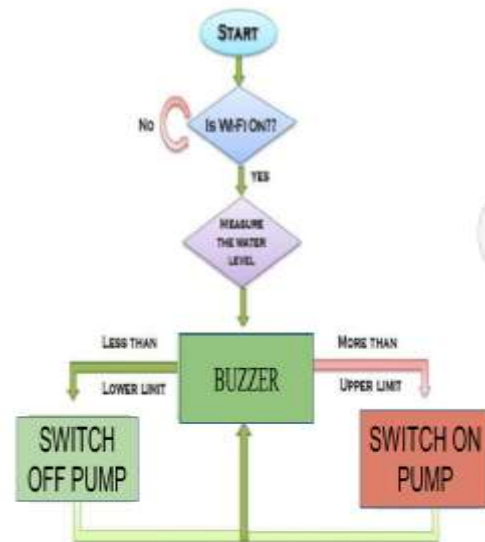 START
No
Is Wi-Fi On??
YES
MEASURE
THE WATER
LEVEL
LESS THAN
LOWER LIMIT
BUZZER
MORE THAN
UPPER LIMIT
SWITCH
OFF PUMP
SWITCH ON
PUMP